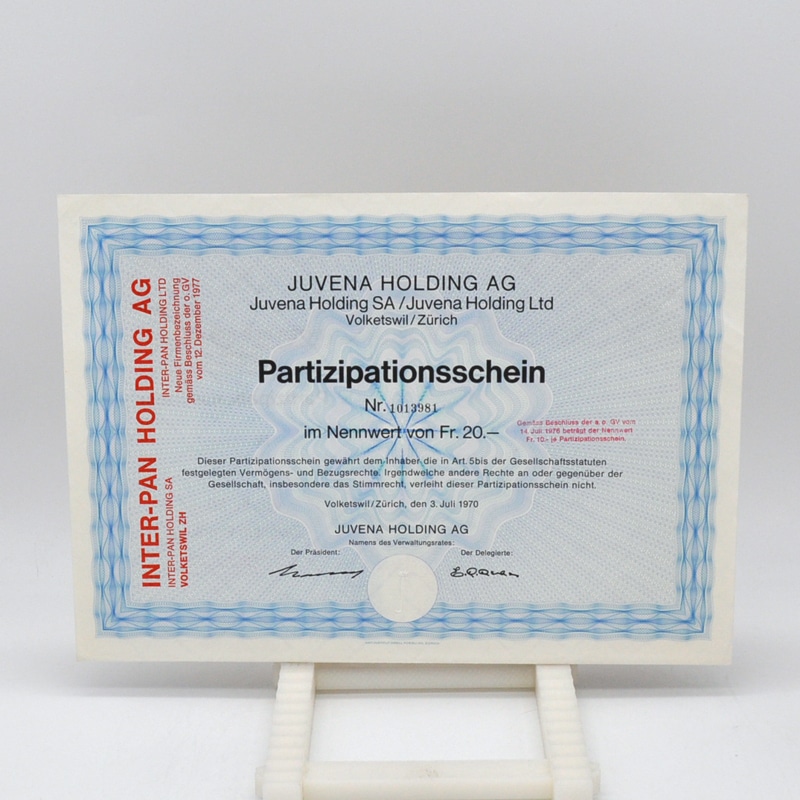 JUVENA HOLDING AG
Juvena Holding SA / Juvena Holding Ltd
Volketswil / Zürich
Partizipationsschein
Nr. 1013981
im Nennwert von Fr. 20.—
Gemäss Beschluss der a. o. GV vom
14. Juli 1976 beträgt der Nennwert
Fr. 10.- je Partizipationsschein.
Dieser Partizipationsschein gewährt dem Inhaber die in Art. 5bis der Gesellschaftsstatuten
festgelegten Vermögens- und Bezugsrechte. Irgendwelche andere Rechte an oder gegenüber der
Gesellschaft, insbesondere das Stimmrecht, verleiht dieser Partizipationsschein nicht.
Volketswil/Zürich, den 3. Juli 1970
JUVENA HOLDING AG
Namens des Verwaltungsrates:
Der Präsident:
Der Delegierte:
INTER-PAN HOLDING AG
INTER-PAN HOLDING SA
INTER-PAN HOLDING LTD
VOLKETSWIL ZH
Neue Firmenbezeichnung
gemäss Beschluss der o. GV
vom 12. Dezember 1977